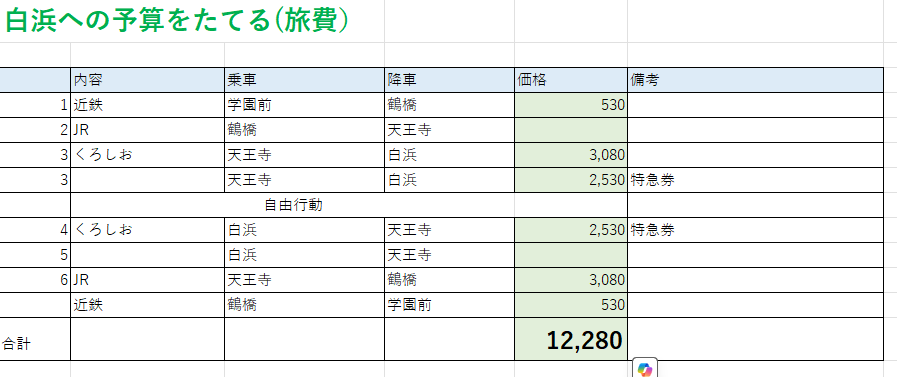 白浜への予算をたてる(旅費)
内容 乗車 降車 価格 備考
1 近鉄 学園前 鶴橋 530
2 JR 鶴橋 天王寺
3 くろしお 天王寺 白浜 3,080
3 天王寺 白浜 2,530 特急券
自由行動
4 くろしお 白浜 天王寺 2,530 特急券
5 白浜 天王寺
6 JR 天王寺 鶴橋 3,080
近鉄 鶴橋 学園前 530
合計 12,280